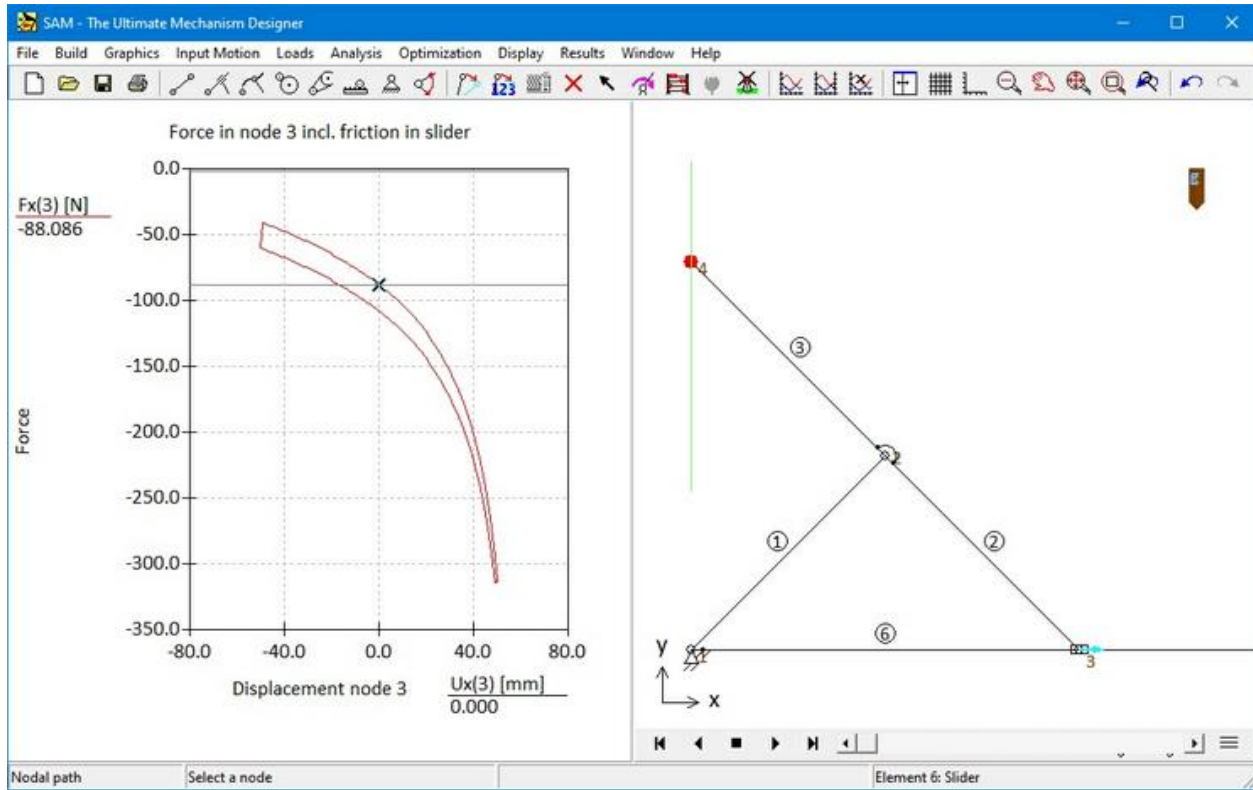 SAM - The Ultimate Mechanism Designer
File Build Graphics Input Motion Loads Analysis Optimization Display Results Window Help
123
Force in node 3 incl. friction in slider
Fx(3) [N]
-88.086
Force
0.0
-50.0
-100.0
-150.0
-200.0
-250.0
-300.0
-350.0
-80.0 -40.0 0.0 40.0 80.0
Displacement node 3
Ux(3) [mm]
0.000
4
3
2
1
2
6
1
3
y
x
Nodal path
Select a node
Element 6: Slider